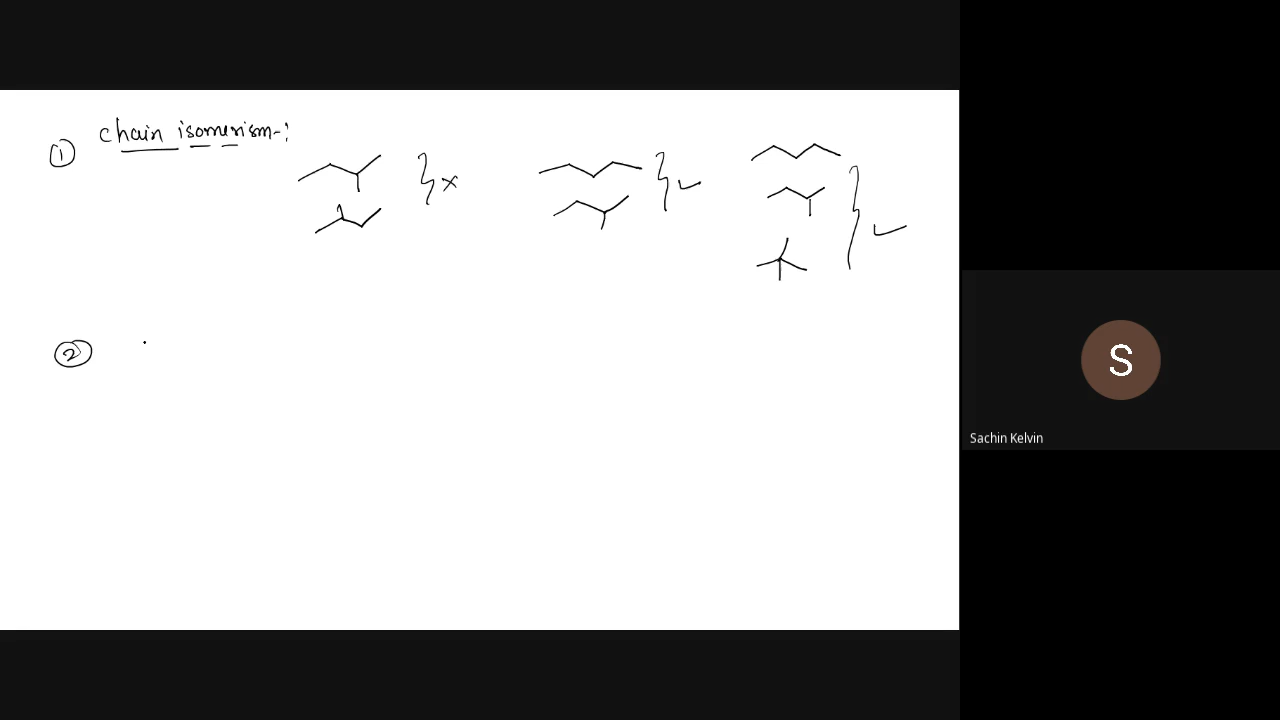 ① chain isomerism-:
②
S
Sachin Kelvin